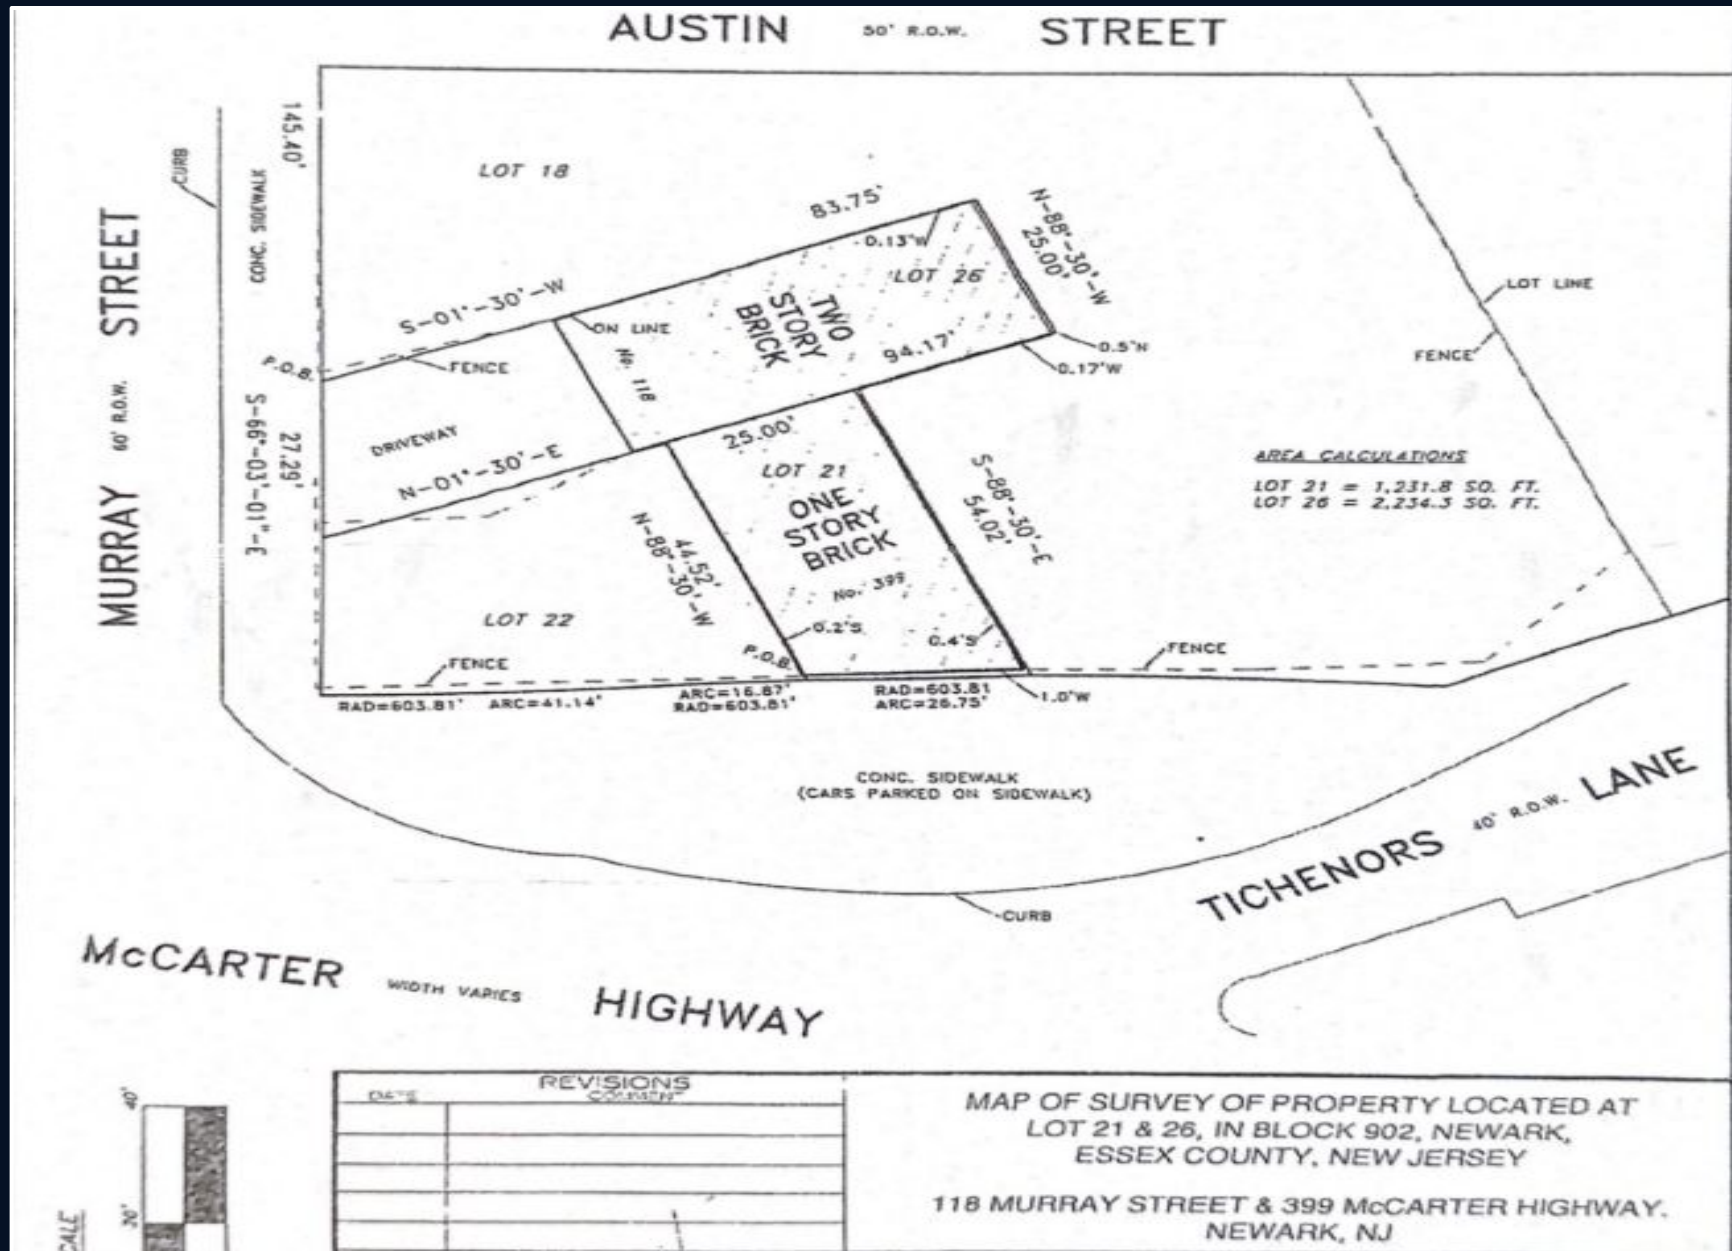 AUSTIN 50' R.O.W. STREET
MURRAY 60' R.O.W. STREET
CURB
CONC. SIDEWALK
145.40'
LOT 18
83.75'
0.13'W
LOT 26
N-88°-30'-W
25.00'
S-01°-30'-W
ON LINE
TWO
STORY
BRICK
No. 118
94.17'
0.5'N
0.17'W
LOT LINE
FENCE
P.O.B.
FENCE
DRIVEWAY
N-01°-30'-E
27.29'
S-66°-03'-01"-E
25.00'
LOT 21
ONE
STORY
BRICK
No. 399
S-88°-30'-E
54.02'
44.52'
N-88°-30'-W
AREA CALCULATIONS
LOT 21 = 1,231.8 SQ. FT.
LOT 26 = 2,234.3 SQ. FT.
LOT 22
0.2'S
0.4'S
P.O.B.
FENCE
FENCE
RAD=603.81' ARC=41.14'
ARC=16.87'
RAD=603.81'
RAD=603.81
ARC=26.75'
1.0'W
CONC. SIDEWALK
(CARS PARKED ON SIDEWALK)
TICHENORS 40' R.O.W. LANE
CURB
McCARTER WIDTH VARIES HIGHWAY
REVISIONS
DATE COMMENT
40'
20'
MAP OF SURVEY OF PROPERTY LOCATED AT
LOT 21 & 26, IN BLOCK 902, NEWARK,
ESSEX COUNTY, NEW JERSEY
118 MURRAY STREET & 399 McCARTER HIGHWAY.
NEWARK, NJ